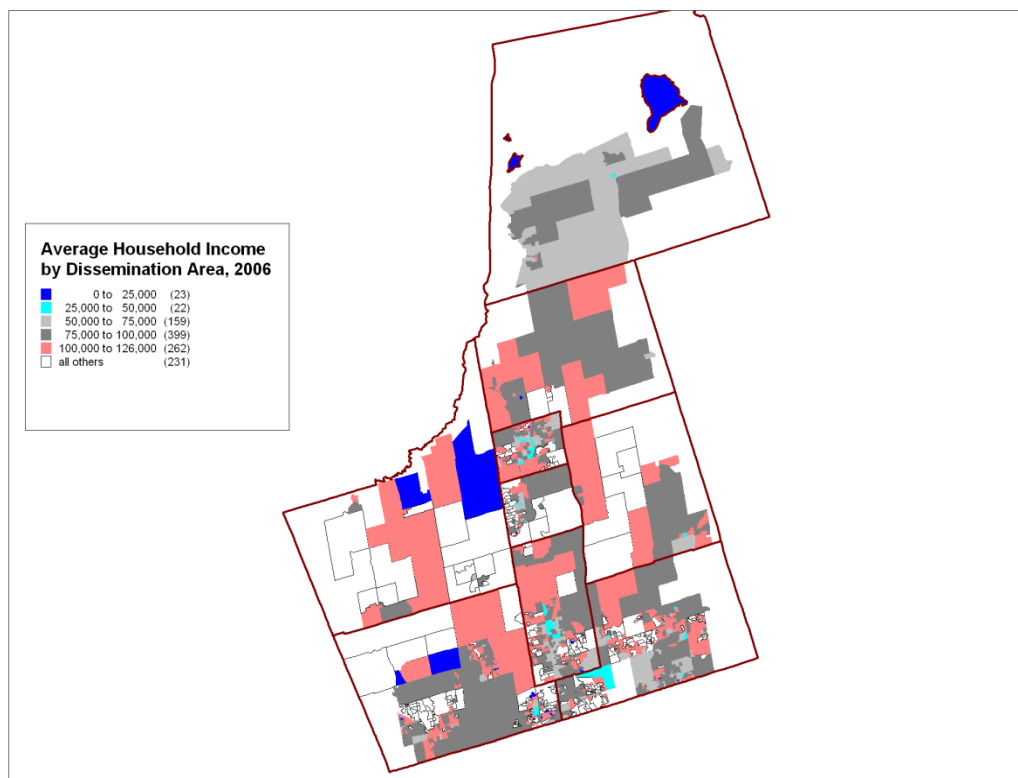 Average Household Income
by Dissemination Area, 2006
0 to 25,000 (23)
25,000 to 50,000 (22)
50,000 to 75,000 (159)
75,000 to 100,000 (399)
100,000 to 126,000 (262)
all others (231)